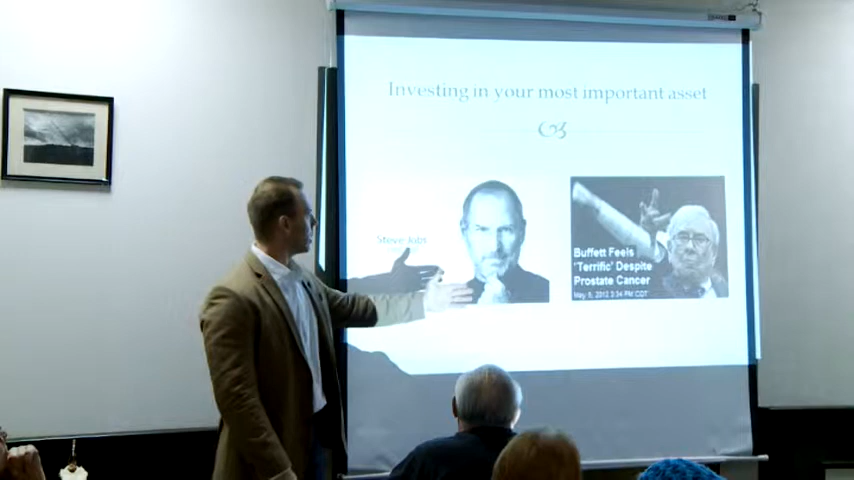 Investing in your most important asset
Steve Jobs
Buffett Feels
'Terrific' Despite
Prostate Cancer
May 5, 2012 3:34 PM CDT